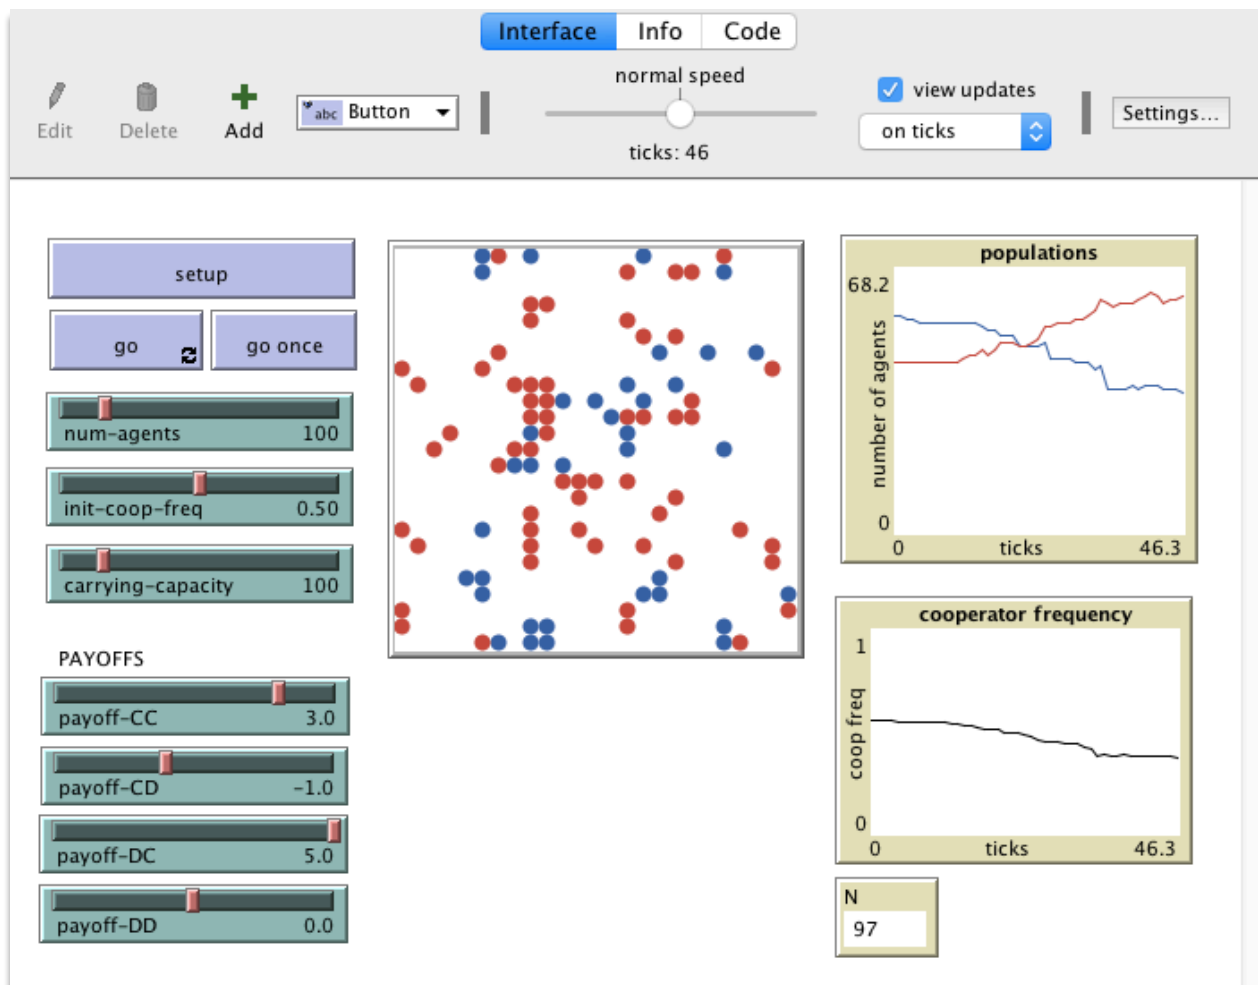 Interface Info Code
normal speed
view updates
Edit Delete Add
abc Button
on ticks
Settings...
ticks: 46
setup
go
go once
num-agents 100
init-coop-freq 0.50
carrying-capacity 100
PAYOFFS
payoff-CC 3.0
payoff-CD -1.0
payoff-DC 5.0
payoff-DD 0.0
populations
68.2
number of agents
0
0 ticks 46.3
cooperator frequency
1
coop freq
0
0 ticks 46.3
N
97